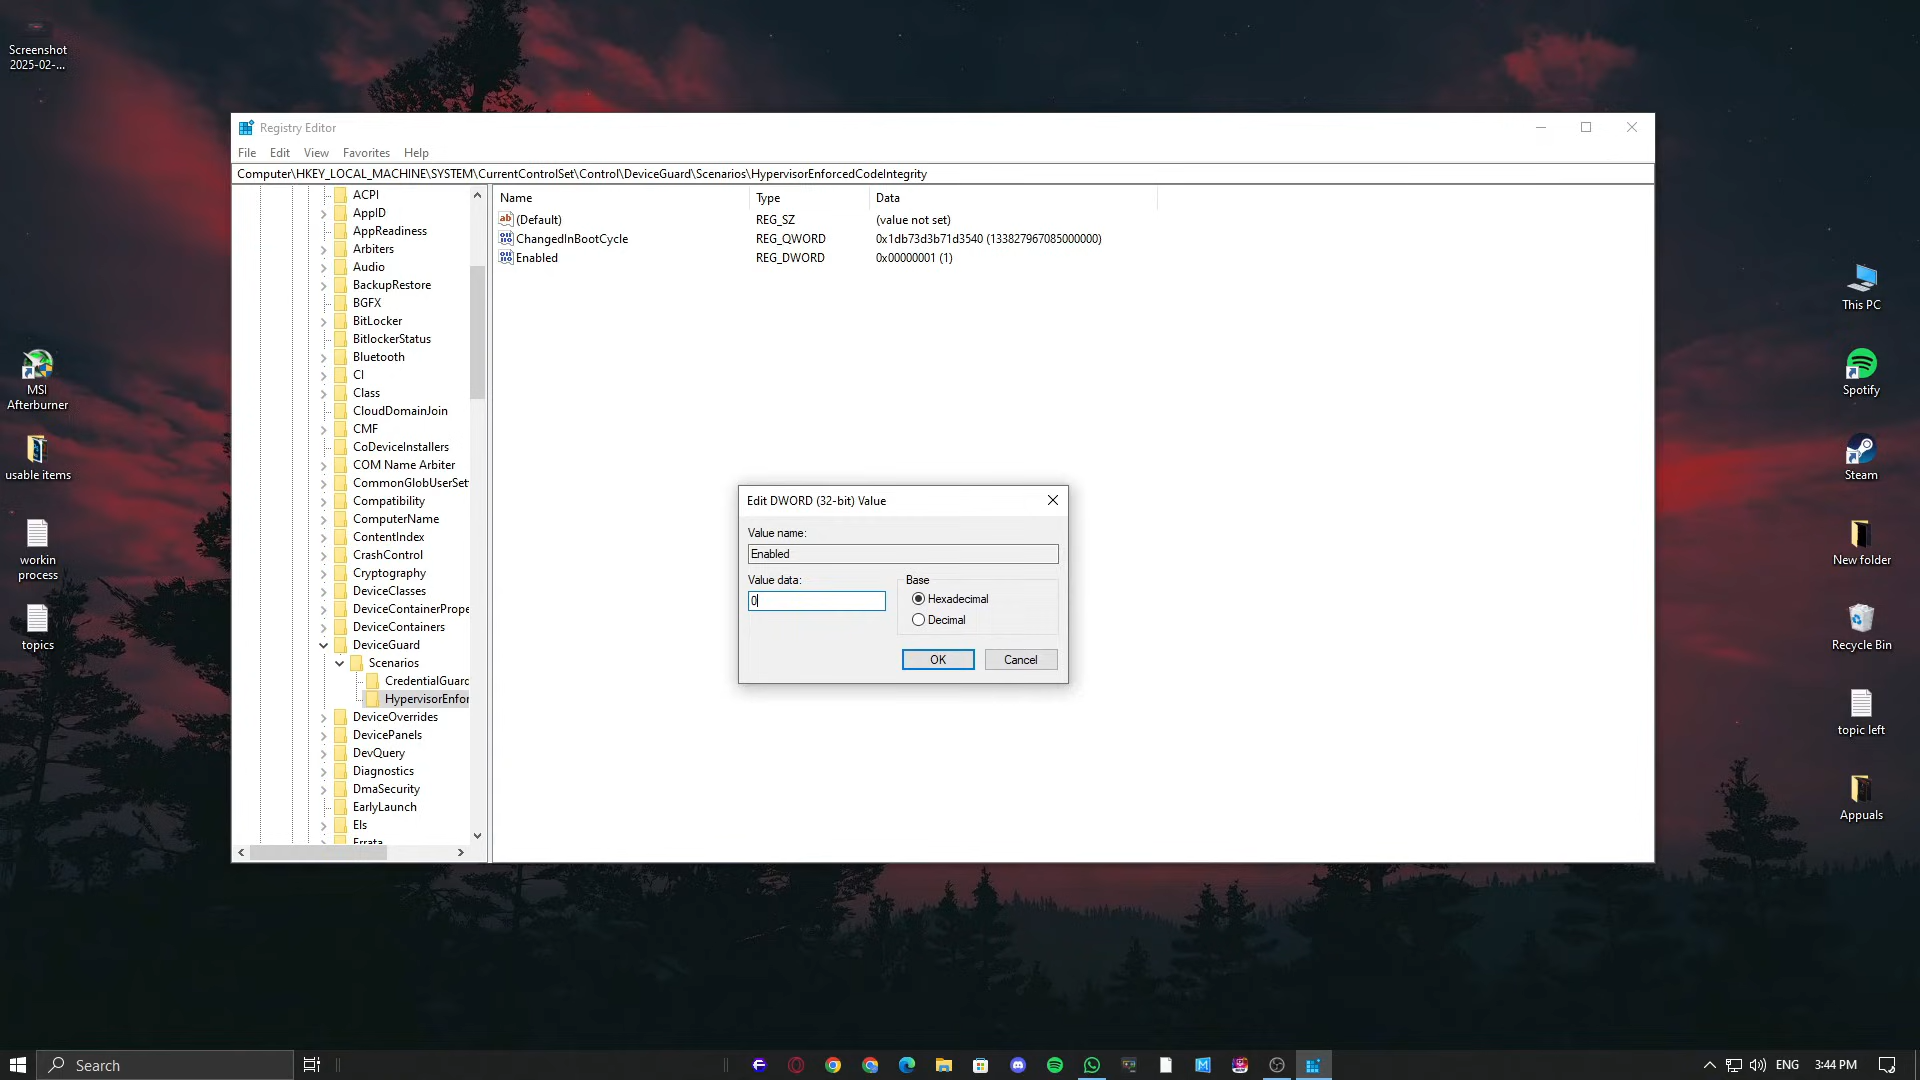 Screenshot
2025-02-...
MSI
Afterburner
usable items
workin
process
topics
Registry Editor
File Edit View Favorites Help
Computer\HKEY_LOCAL_MACHINE\SYSTEM\CurrentControlSet\Control\DeviceGuard\Scenarios\HypervisorEnforcedCodeIntegrity
ACPI
AppID
AppReadiness
Arbiters
Audio
BackupRestore
BGFX
BitLocker
BitlockerStatus
Bluetooth
CI
Class
CloudDomainJoin
CMF
CoDeviceInstallers
COM Name Arbiter
CommonGlobUserSet
Compatibility
ComputerName
ContentIndex
CrashControl
Cryptography
DeviceClasses
DeviceContainerPrope
DeviceContainers
DeviceGuard
Scenarios
CredentialGuard
HypervisorEnfor
DeviceOverrides
DevicePanels
DevQuery
Diagnostics
DmaSecurity
EarlyLaunch
Els
Errata
Name Type Data
(Default) REG_SZ (value not set)
ChangedInBootCycle REG_QWORD 0x1db73d3b71d3540 (133827967085000000)
Enabled REG_DWORD 0x00000001 (1)
Edit DWORD (32-bit) Value
Value name:
Enabled
Value data:
0
Base
Hexadecimal
Decimal
OK Cancel
This PC
Spotify
Steam
New folder
Recycle Bin
topic left
Appuals
Search
ENG 3:44 PM